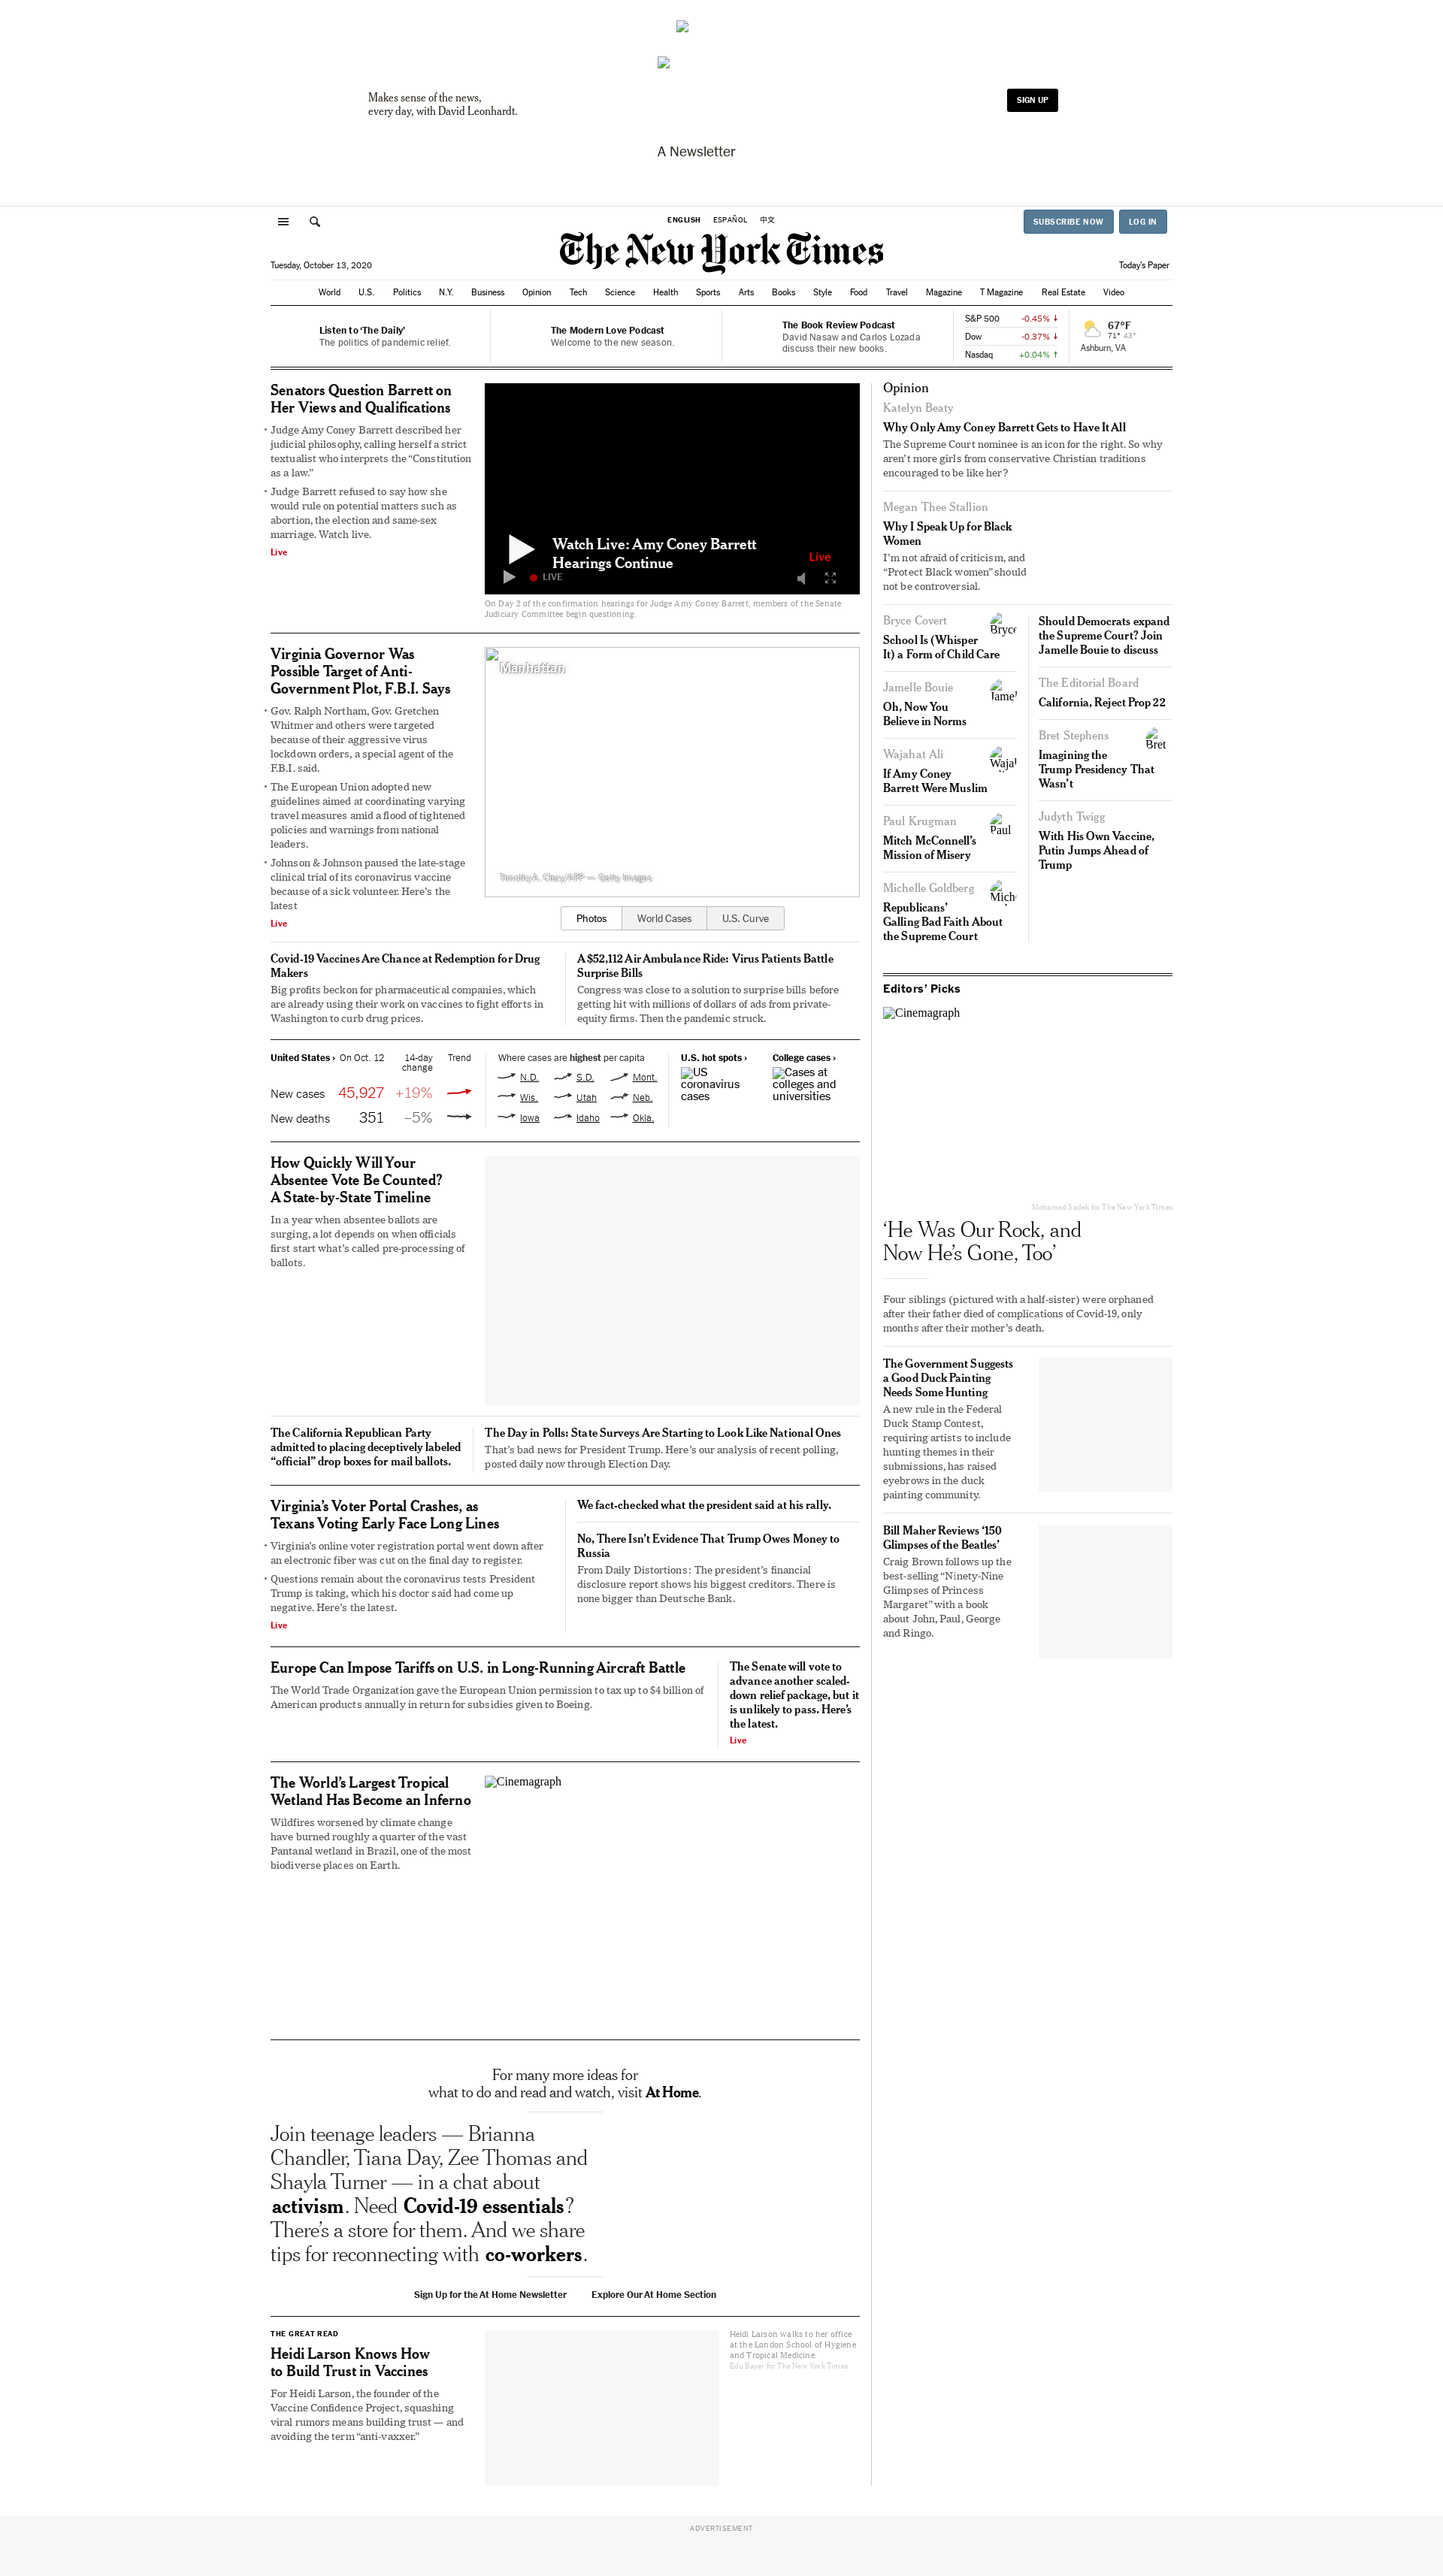 Makes sense of the news,
every day, with David Leonhardt.
SIGN UP
A Newsletter
ENGLISH ESPAÑOL 中文
SUBSCRIBE NOW LOG IN
The New York Times
Tuesday, October 13, 2020
Today's Paper
World U.S. Politics N.Y. Business Opinion Tech Science Health Sports Arts Books Style Food Travel Magazine T Magazine Real Estate Video
Listen to ‘The Daily’
The politics of pandemic relief.
The Modern Love Podcast
Welcome to the new season.
The Book Review Podcast
David Nasaw and Carlos Lozada
discuss their new books.
S&P 500 -0.45% ↓
Dow -0.37% ↓
Nasdaq +0.04% ↑
67°F
71° 43°
Ashburn, VA
Senators Question Barrett on
Her Views and Qualifications
• Judge Amy Coney Barrett described her
judicial philosophy, calling herself a strict
textualist who interprets the “Constitution
as a law.”
• Judge Barrett refused to say how she
would rule on potential matters such as
abortion, the election and same-sex
marriage. Watch live.
Live
Watch Live: Amy Coney Barrett
Hearings Continue
Live
LIVE
On Day 2 of the confirmation hearings for Judge Amy Coney Barrett, members of the Senate
Judiciary Committee begin questioning.
Virginia Governor Was
Possible Target of Anti-
Government Plot, F.B.I. Says
• Gov. Ralph Northam, Gov. Gretchen
Whitmer and others were targeted
because of their aggressive virus
lockdown orders, a special agent of the
F.B.I. said.
• The European Union adopted new
guidelines aimed at coordinating varying
travel measures amid a flood of tightened
policies and warnings from national
leaders.
• Johnson & Johnson paused the late-stage
clinical trial of its coronavirus vaccine
because of a sick volunteer. Here’s the
latest
Live
Manhattan
Timothy A. Clary/AFP — Getty Images
Photos World Cases U.S. Curve
Covid-19 Vaccines Are Chance at Redemption for Drug
Makers
Big profits beckon for pharmaceutical companies, which
are already using their work on vaccines to fight efforts in
Washington to curb drug prices.
A $52,112 Air Ambulance Ride: Virus Patients Battle
Surprise Bills
Congress was close to a solution to surprise bills before
getting hit with millions of dollars of ads from private-
equity firms. Then the pandemic struck.
United States › On Oct. 12 14-day
change Trend
New cases 45,927 +19%
New deaths 351 –5%
Where cases are highest per capita
N.D. S.D. Mont.
Wis. Utah Neb.
Iowa Idaho Okla.
U.S. hot spots ›
US
coronavirus
cases
College cases ›
Cases at
colleges and
universities
How Quickly Will Your
Absentee Vote Be Counted?
A State-by-State Timeline
In a year when absentee ballots are
surging, a lot depends on when officials
first start what’s called pre-processing of
ballots.
The California Republican Party
admitted to placing deceptively labeled
“official” drop boxes for mail ballots.
The Day in Polls: State Surveys Are Starting to Look Like National Ones
That’s bad news for President Trump. Here’s our analysis of recent polling,
posted daily now through Election Day.
Virginia’s Voter Portal Crashes, as
Texans Voting Early Face Long Lines
• Virginia’s online voter registration portal went down after
an electronic fiber was cut on the final day to register.
• Questions remain about the coronavirus tests President
Trump is taking, which his doctor said had come up
negative. Here’s the latest.
Live
We fact-checked what the president said at his rally.
No, There Isn’t Evidence That Trump Owes Money to
Russia
From Daily Distortions: The president’s financial
disclosure report shows his biggest creditors. There is
none bigger than Deutsche Bank.
Europe Can Impose Tariffs on U.S. in Long-Running Aircraft Battle
The World Trade Organization gave the European Union permission to tax up to $4 billion of
American products annually in return for subsidies given to Boeing.
The Senate will vote to
advance another scaled-
down relief package, but it
is unlikely to pass. Here’s
the latest.
Live
The World’s Largest Tropical
Wetland Has Become an Inferno
Wildfires worsened by climate change
have burned roughly a quarter of the vast
Pantanal wetland in Brazil, one of the most
biodiverse places on Earth.
Cinemagraph
For many more ideas for
what to do and read and watch, visit At Home.
Join teenage leaders — Brianna
Chandler, Tiana Day, Zee Thomas and
Shayla Turner — in a chat about
activism. Need Covid-19 essentials?
There’s a store for them. And we share
tips for reconnecting with co-workers.
Sign Up for the At Home Newsletter Explore Our At Home Section
THE GREAT READ
Heidi Larson Knows How
to Build Trust in Vaccines
For Heidi Larson, the founder of the
Vaccine Confidence Project, squashing
viral rumors means building trust — and
avoiding the term “anti-vaxxer.”
Heidi Larson walks to her office
at the London School of Hygiene
and Tropical Medicine.
Edu Bayer for The New York Times
Opinion
Katelyn Beaty
Why Only Amy Coney Barrett Gets to Have It All
The Supreme Court nominee is an icon for the right. So why
aren’t more girls from conservative Christian traditions
encouraged to be like her?
Megan Thee Stallion
Why I Speak Up for Black
Women
I’m not afraid of criticism, and
“Protect Black women” should
not be controversial.
Bryce Covert
Bryce
School Is (Whisper
It) a Form of Child Care
Jamelle Bouie
Jamel
Oh, Now You
Believe in Norms
Wajahat Ali
Wajal
If Amy Coney
Barrett Were Muslim
Paul Krugman
Paul
Mitch McConnell’s
Mission of Misery
Michelle Goldberg
Mich
Republicans’
Galling Bad Faith About
the Supreme Court
Should Democrats expand
the Supreme Court? Join
Jamelle Bouie to discuss
The Editorial Board
California, Reject Prop 22
Bret Stephens
Bret
Imagining the
Trump Presidency That
Wasn’t
Judyth Twigg
With His Own Vaccine,
Putin Jumps Ahead of
Trump
Editors’ Picks
Cinemagraph
Mohamed Sadek for The New York Times
‘He Was Our Rock, and
Now He’s Gone, Too’
Four siblings (pictured with a half-sister) were orphaned
after their father died of complications of Covid-19, only
months after their mother’s death.
The Government Suggests
a Good Duck Painting
Needs Some Hunting
A new rule in the Federal
Duck Stamp Contest,
requiring artists to include
hunting themes in their
submissions, has raised
eyebrows in the duck
painting community.
Bill Maher Reviews ‘150
Glimpses of the Beatles’
Craig Brown follows up the
best-selling “Ninety-Nine
Glimpses of Princess
Margaret” with a book
about John, Paul, George
and Ringo.
ADVERTISEMENT